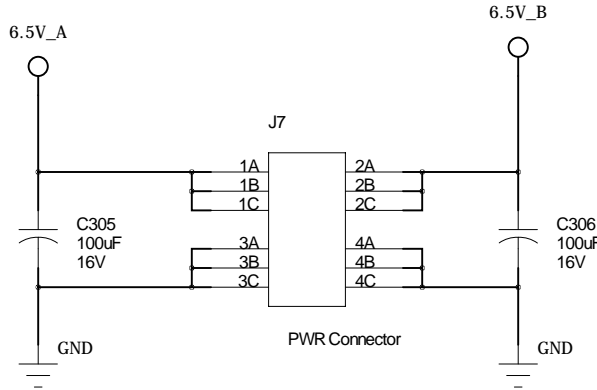 6.5V_A
6.5V_B
J7
1A 2A
1B 2B
1C 2C
3A 4A
3B 4B
3C 4C
C305
100uF
16V
C306
100uF
16V
PWR Connector
GND
GND